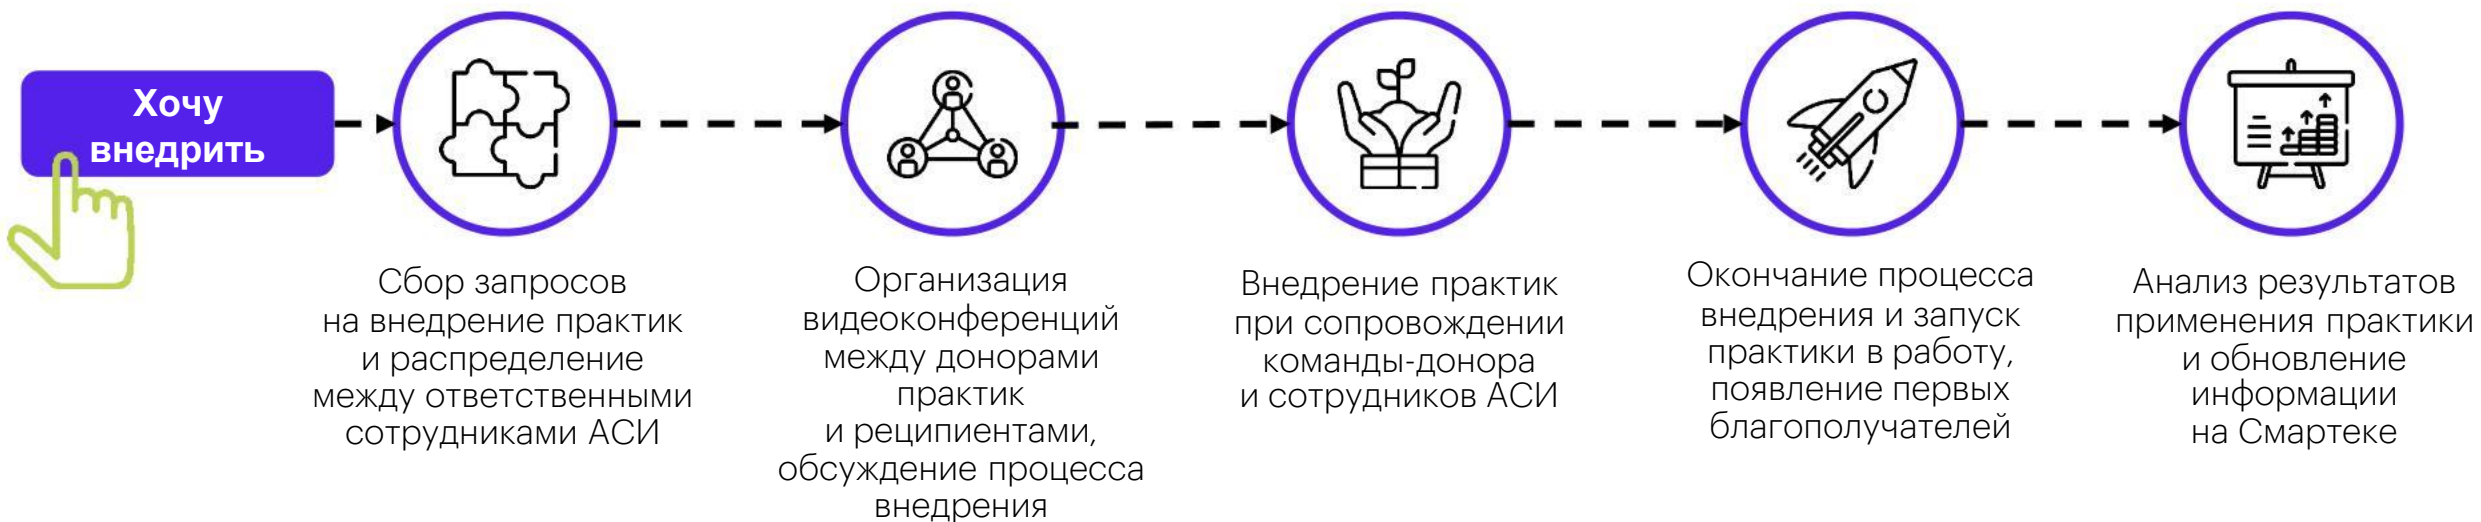 Хочу
внедрить
Сбор запросов
на внедрение практик
и распределение
между ответственными
сотрудниками АСИ
Организация
видеоконференций
между донорами
практик
и реципиентами,
обсуждение процесса
внедрения
Внедрение практик
при сопровождении
команды-донора
и сотрудников АСИ
Окончание процесса
внедрения и запуск
практики в работу,
появление первых
благополучателей
Анализ результатов
применения практики
и обновление
информации
на Смартеке